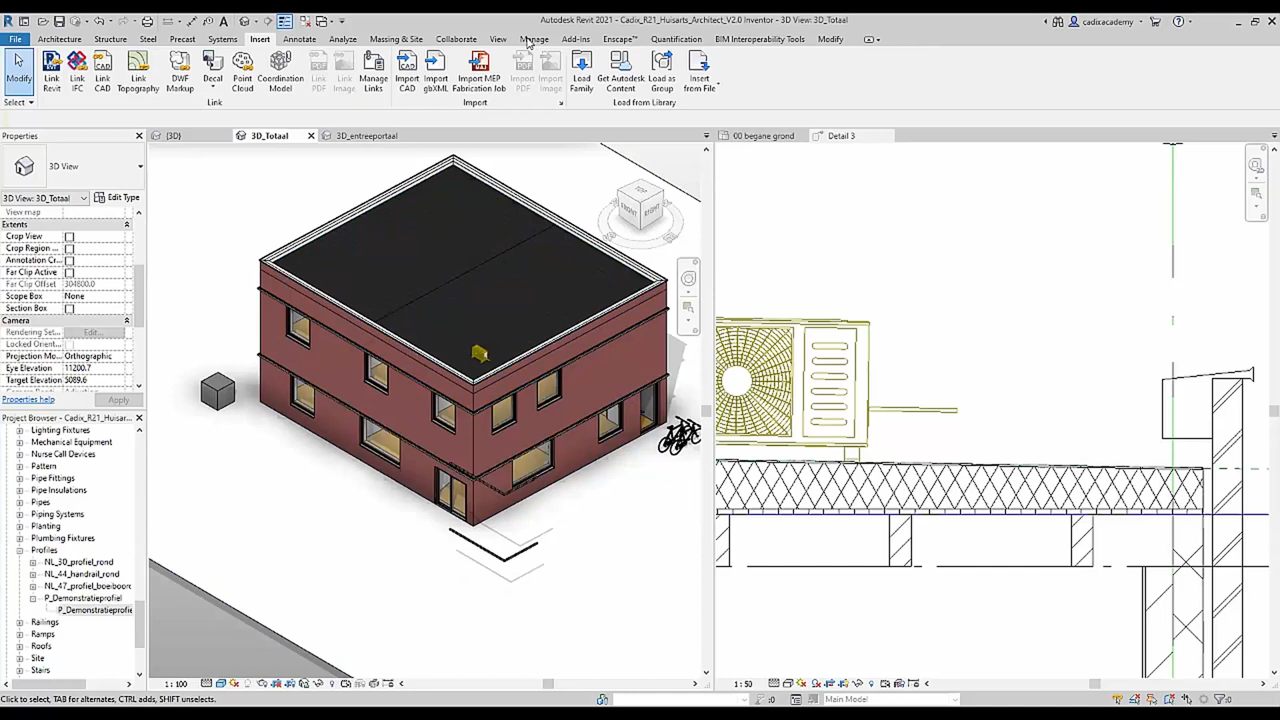 Autodesk Revit 2021 - Cadix_R21_Huisarts_Architect_V2.0 Inventor - 3D View: 3D_Totaal
cadixacademy
File Architecture Structure Steel Precast Systems Insert Annotate Analyze Massing & Site Collaborate View Manage Add-Ins Enscape™ Quantification BIM Interoperability Tools Modify
Modify Link Revit Link IFC Link CAD Link Topography DWF Markup Decal Point Cloud Coordination Model Link PDF Link Image Manage Links Import CAD Import gbXML Import MEP Fabrication Job Import PDF Import Image Load Family Get Autodesk Content Load as Group Insert from File
Select Link Import Load from Library
Properties {3D} 3D_Totaal 3D_entreeportaal 00 begane grond Detail 3
3D View
3D View: 3D_Totaal Edit Type
View map
Extents
Crop View
Crop Region ...
Annotation Cr...
Far Clip Active
Far Clip Offset 304800.0
Scope Box None
Section Box
Camera
Rendering Set... Edit...
Locked Orient...
Projection Mo... Orthographic
Eye Elevation 11200.7
Target Elevation 5089.6
Properties help Apply
Project Browser - Cadix_R21_Huisarts...
Lighting Fixtures
Mechanical Equipment
Nurse Call Devices
Pattern
Pipe Fittings
Pipe Insulations
Pipes
Piping Systems
Planting
Plumbing Fixtures
Profiles
NL_30_profiel_rond
NL_44_handrail_rond
NL_47_profiel_boeiboord
P_Demonstratieprofiel
P_Demonstratieprofie
Railings
Ramps
Roofs
Site
Stairs
TOP
FRONT RIGHT
1 : 100 1 : 50
Click to select, TAB for alternates, CTRL adds, SHIFT unselects. :0 Main Model :0